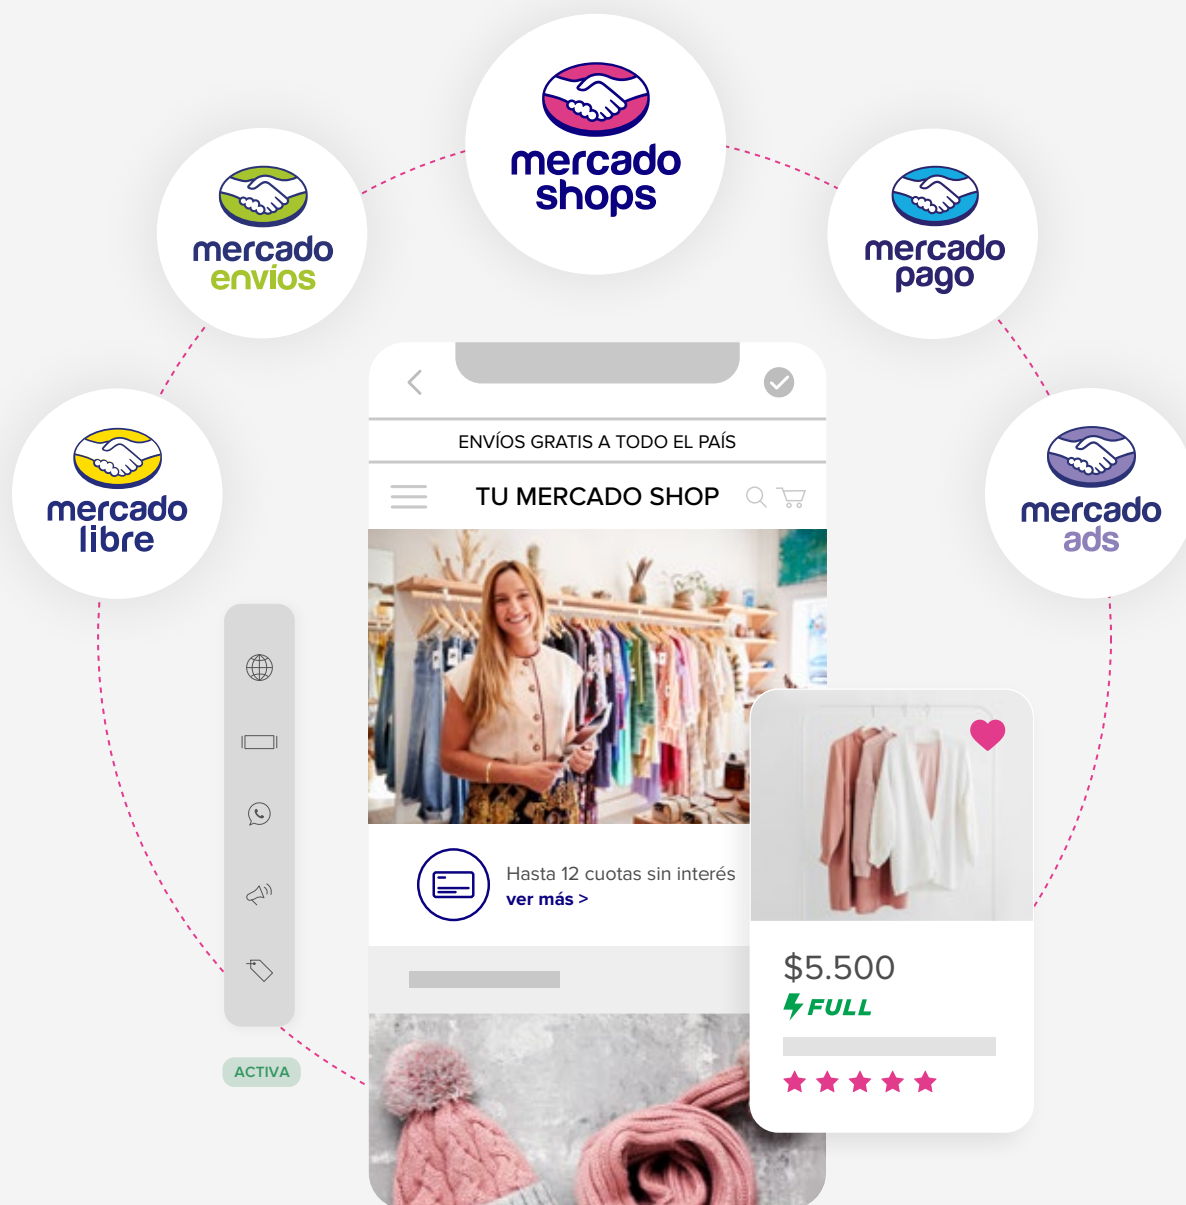 mercado
shops
mercado
envíos
mercado
pago
mercado
libre
mercado
ads
ENVÍOS GRATIS A TODO EL PAÍS
TU MERCADO SHOP
Hasta 12 cuotas sin interés
ver más >
$5.500
FULL
ACTIVA